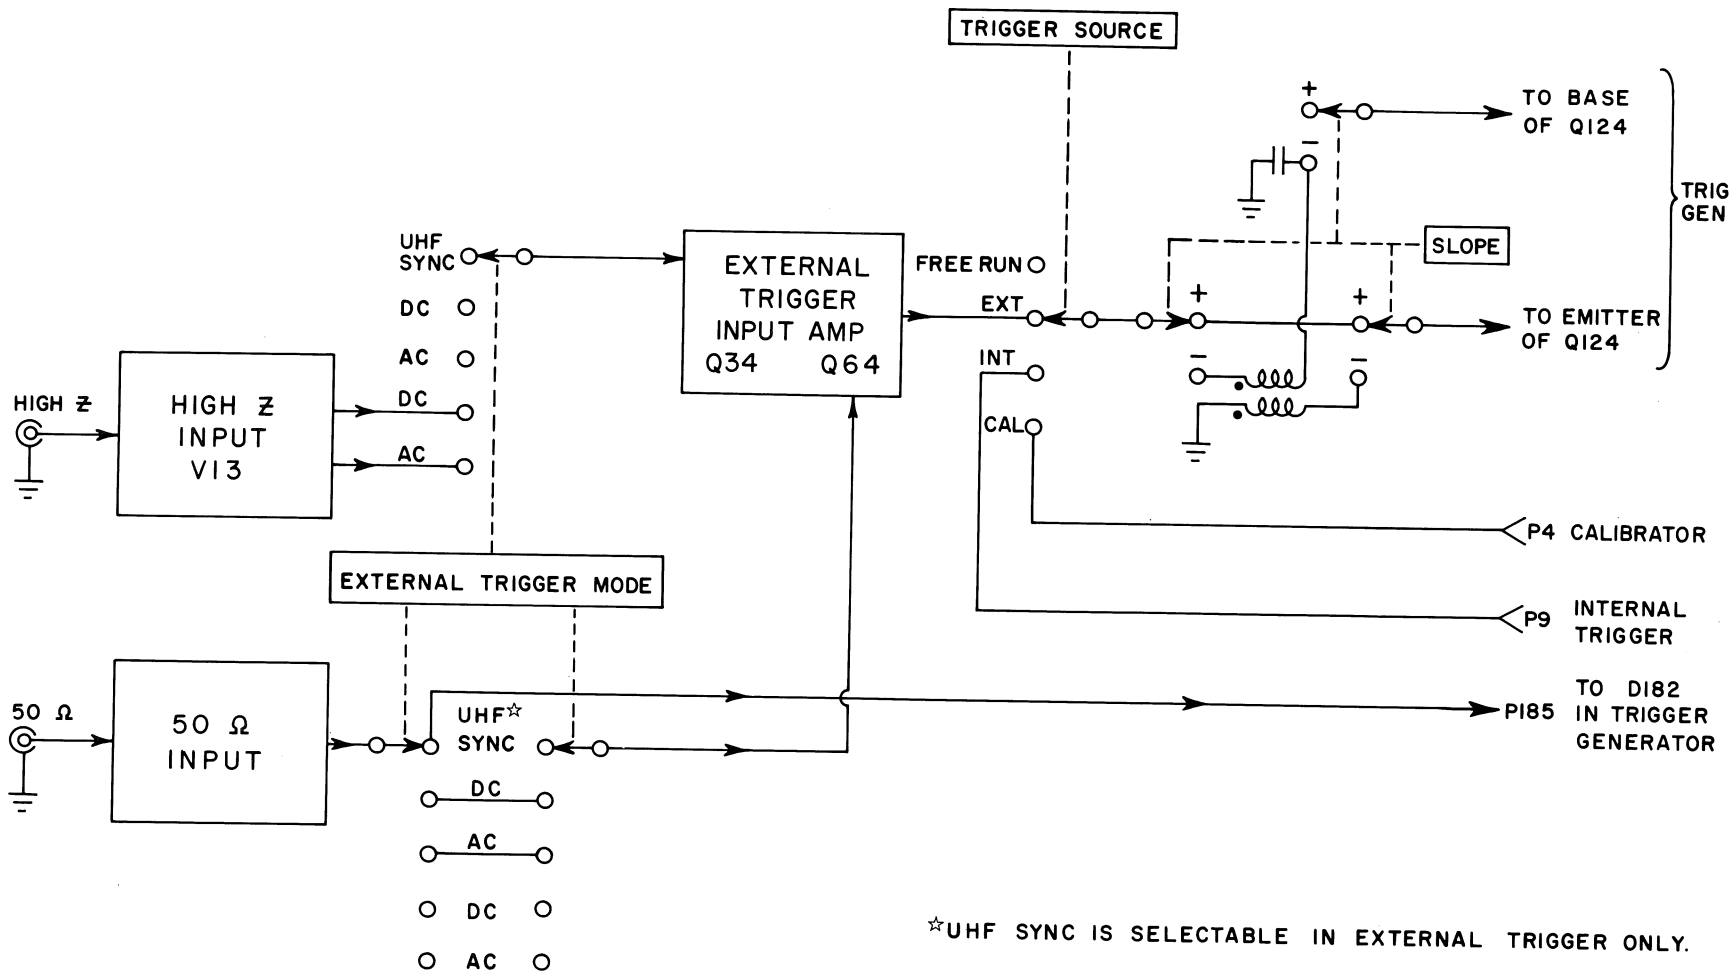 TRIGGER SOURCE
+
TO BASE
OF Q124
−
TRIG
GEN
UHF
SYNC
EXTERNAL
TRIGGER
INPUT AMP
Q34 Q64
FREE RUN
SLOPE
DC
EXT
+
+
TO EMITTER
OF Q124
AC
INT
−
−
HIGH Z
HIGH Z
INPUT
V13
DC
AC
CAL
P4 CALIBRATOR
EXTERNAL TRIGGER MODE
P9
INTERNAL
TRIGGER
50 Ω
50 Ω
INPUT
UHF☆
SYNC
P185
TO D182
IN TRIGGER
GENERATOR
DC
AC
DC
AC
☆UHF SYNC IS SELECTABLE IN EXTERNAL TRIGGER ONLY.